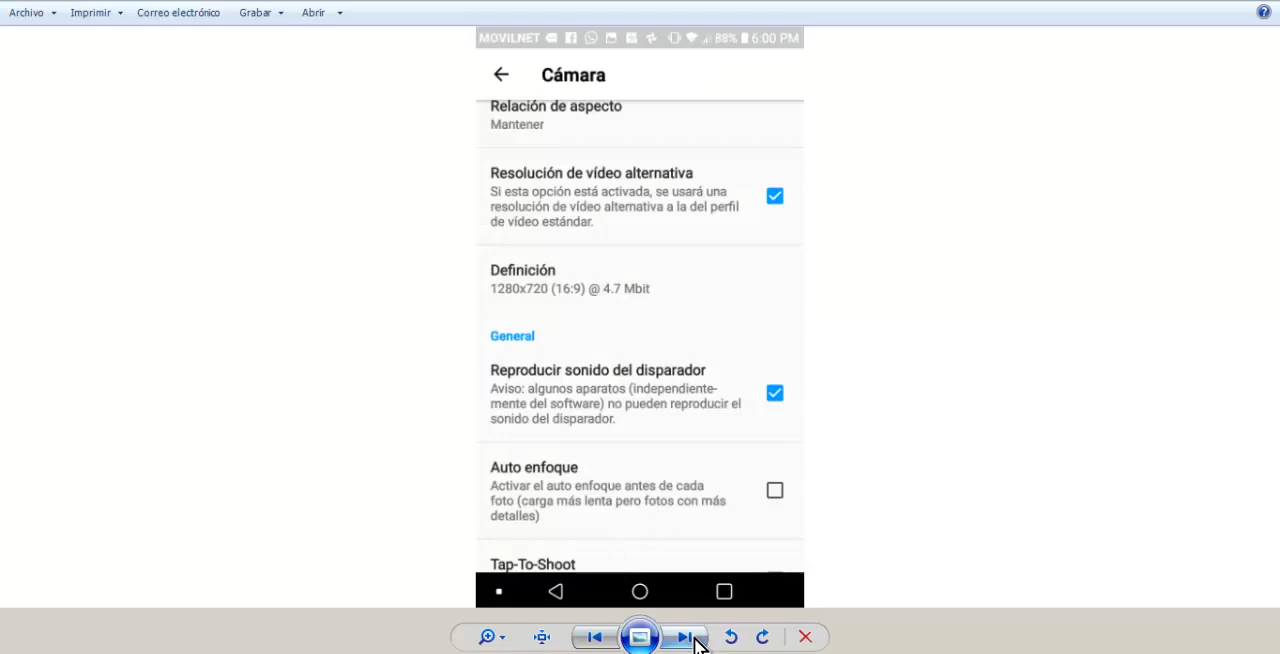 Archivo Imprimir Correo electrónico Grabar Abrir
MOVILNET 88% 6:00 PM
Cámara
Relación de aspecto
Mantener
Resolución de vídeo alternativa
Si esta opción está activada, se usará una
resolución de vídeo alternativa a la del perfil
de vídeo estándar.
Definición
1280x720 (16:9) @ 4.7 Mbit
General
Reproducir sonido del disparador
Aviso: algunos aparatos (independiente-
mente del software) no pueden reproducir el
sonido del disparador.
Auto enfoque
Activar el auto enfoque antes de cada
foto (carga más lenta pero fotos con más
detalles)
Tap-To-Shoot